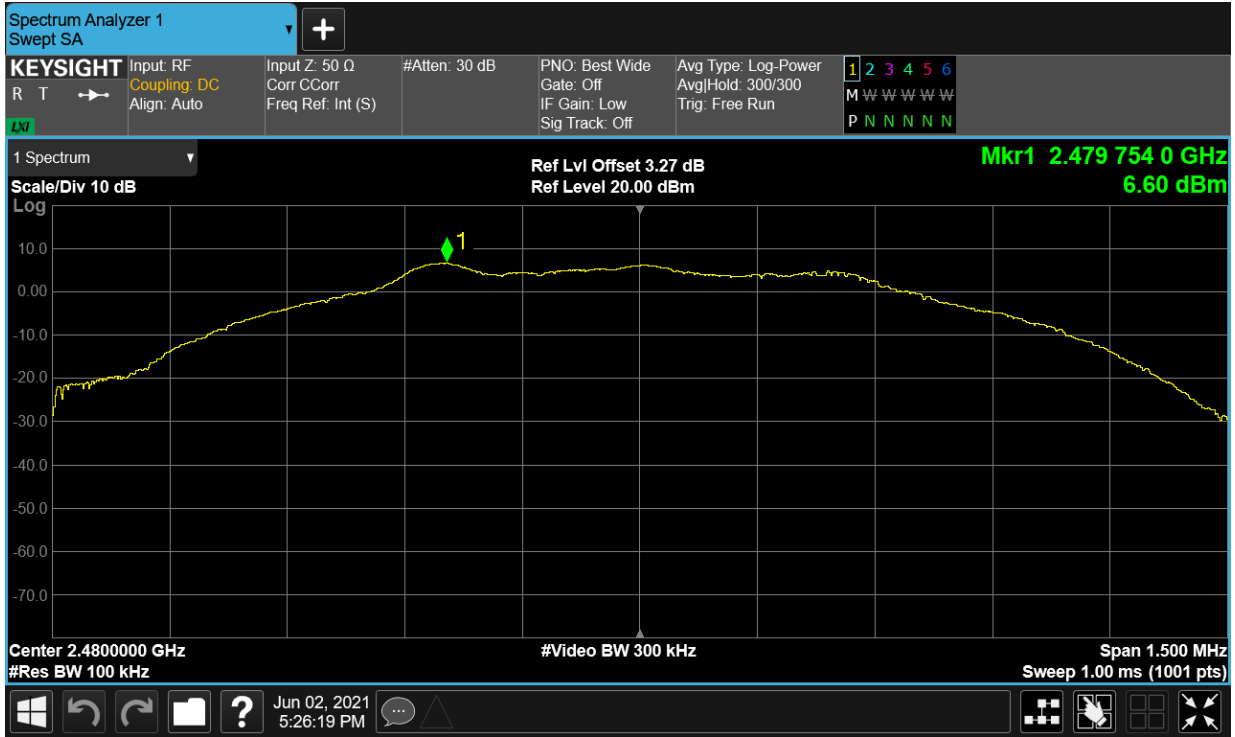 Spectrum Analyzer 1
Swept SA
+
KEYSIGHT
R T
LXI
Input: RF
Coupling: DC
Align: Auto
Input Z: 50 Ω
Corr CCorr
Freq Ref: Int (S)
#Atten: 30 dB
PNO: Best Wide
Gate: Off
IF Gain: Low
Sig Track: Off
Avg Type: Log-Power
Avg|Hold: 300/300
Trig: Free Run
1 2 3 4 5 6
M W W W W W
P N N N N N
1 Spectrum
Scale/Div 10 dB
Log
Ref Lvl Offset 3.27 dB
Ref Level 20.00 dBm
Mkr1 2.479 754 0 GHz
6.60 dBm
1
10.0
0.00
-10.0
-20.0
-30.0
-40.0
-50.0
-60.0
-70.0
Center 2.4800000 GHz
#Res BW 100 kHz
#Video BW 300 kHz
Span 1.500 MHz
Sweep 1.00 ms (1001 pts)
?
Jun 02, 2021
5:26:19 PM